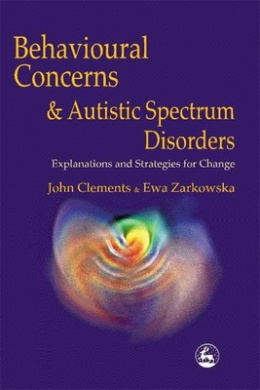 Behavioural
Concerns
& Autistic Spectrum
Disorders
Explanations and Strategies for Change
John Clements & Ewa Zarkowska